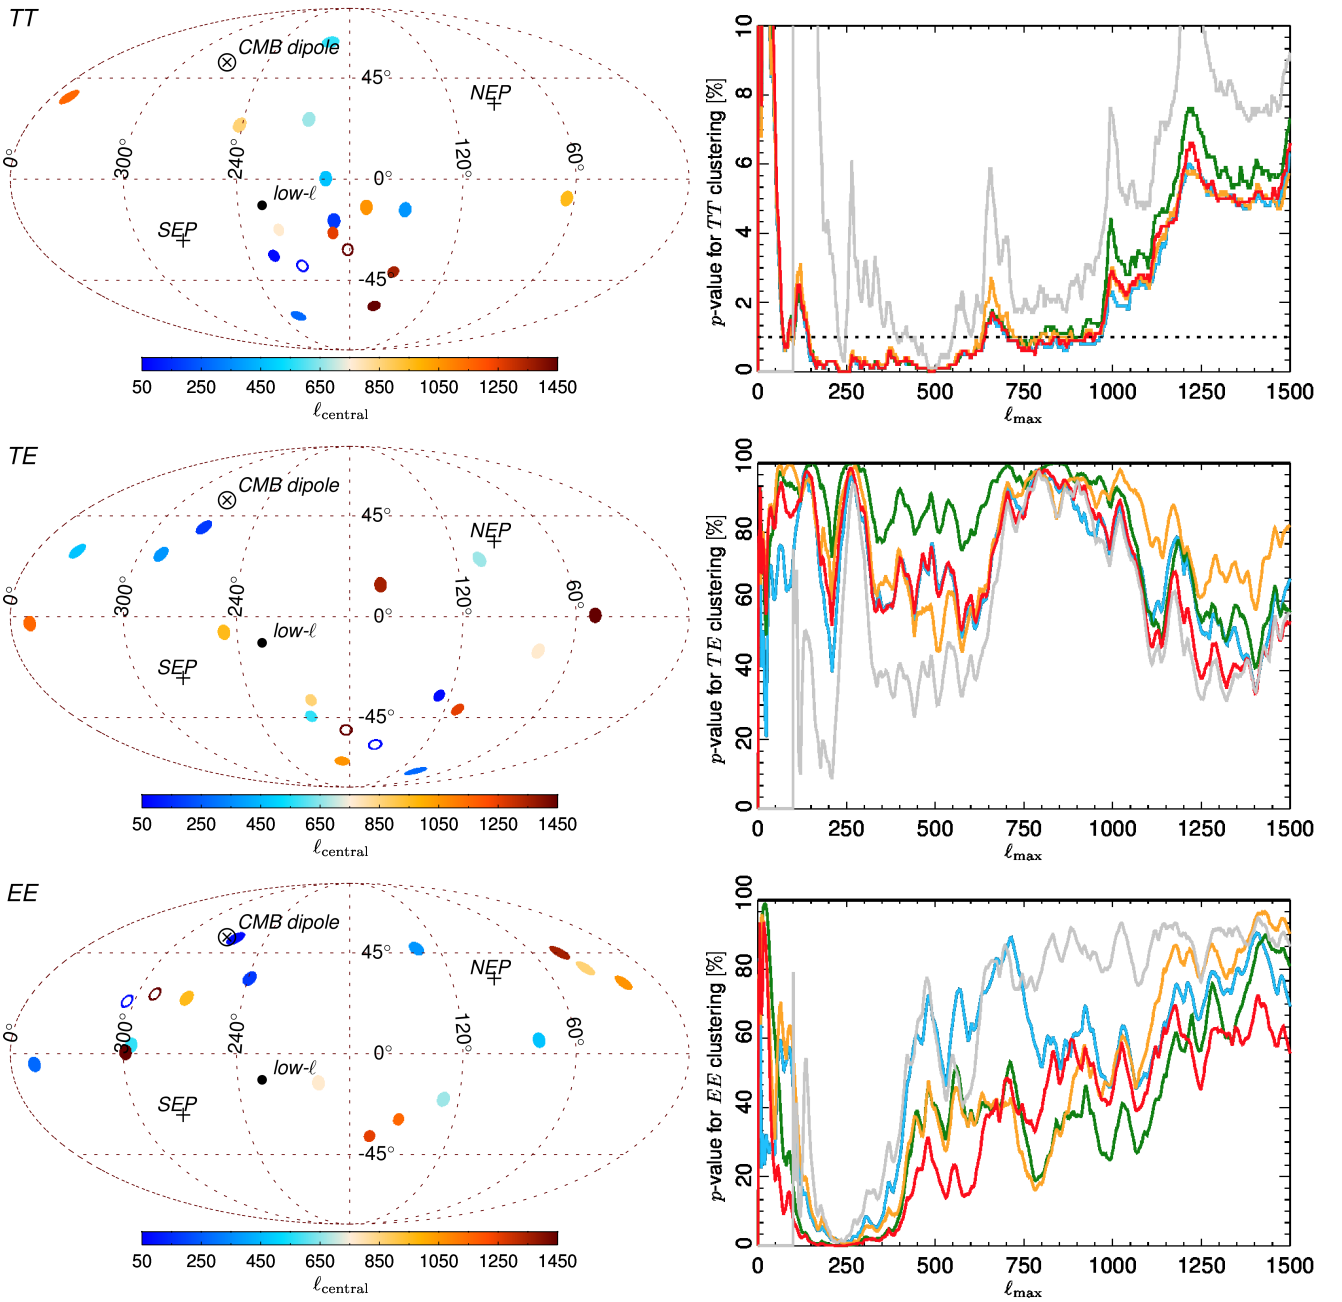 TT
CMB dipole
45°
NEP
0° 300° 240° 120° 60°
0°
low-ℓ
SEP
-45°
50 250 450 650 850 1050 1250 1450
ℓcentral
p-value for TT clustering [%]
10
8
6
4
2
0
0 250 500 750 1000 1250 1500
ℓmax
TE
CMB dipole
45°
NEP
0° 300° 240° 120° 60°
0°
low-ℓ
SEP
-45°
50 250 450 650 850 1050 1250 1450
ℓcentral
p-value for TE clustering [%]
100
80
60
40
20
0
0 250 500 750 1000 1250 1500
ℓmax
EE
CMB dipole
45°
NEP
0° 300° 240° 120° 60°
0°
low-ℓ
SEP
-45°
50 250 450 650 850 1050 1250 1450
ℓcentral
p-value for EE clustering [%]
100
80
60
40
20
0
0 250 500 750 1000 1250 1500
ℓmax